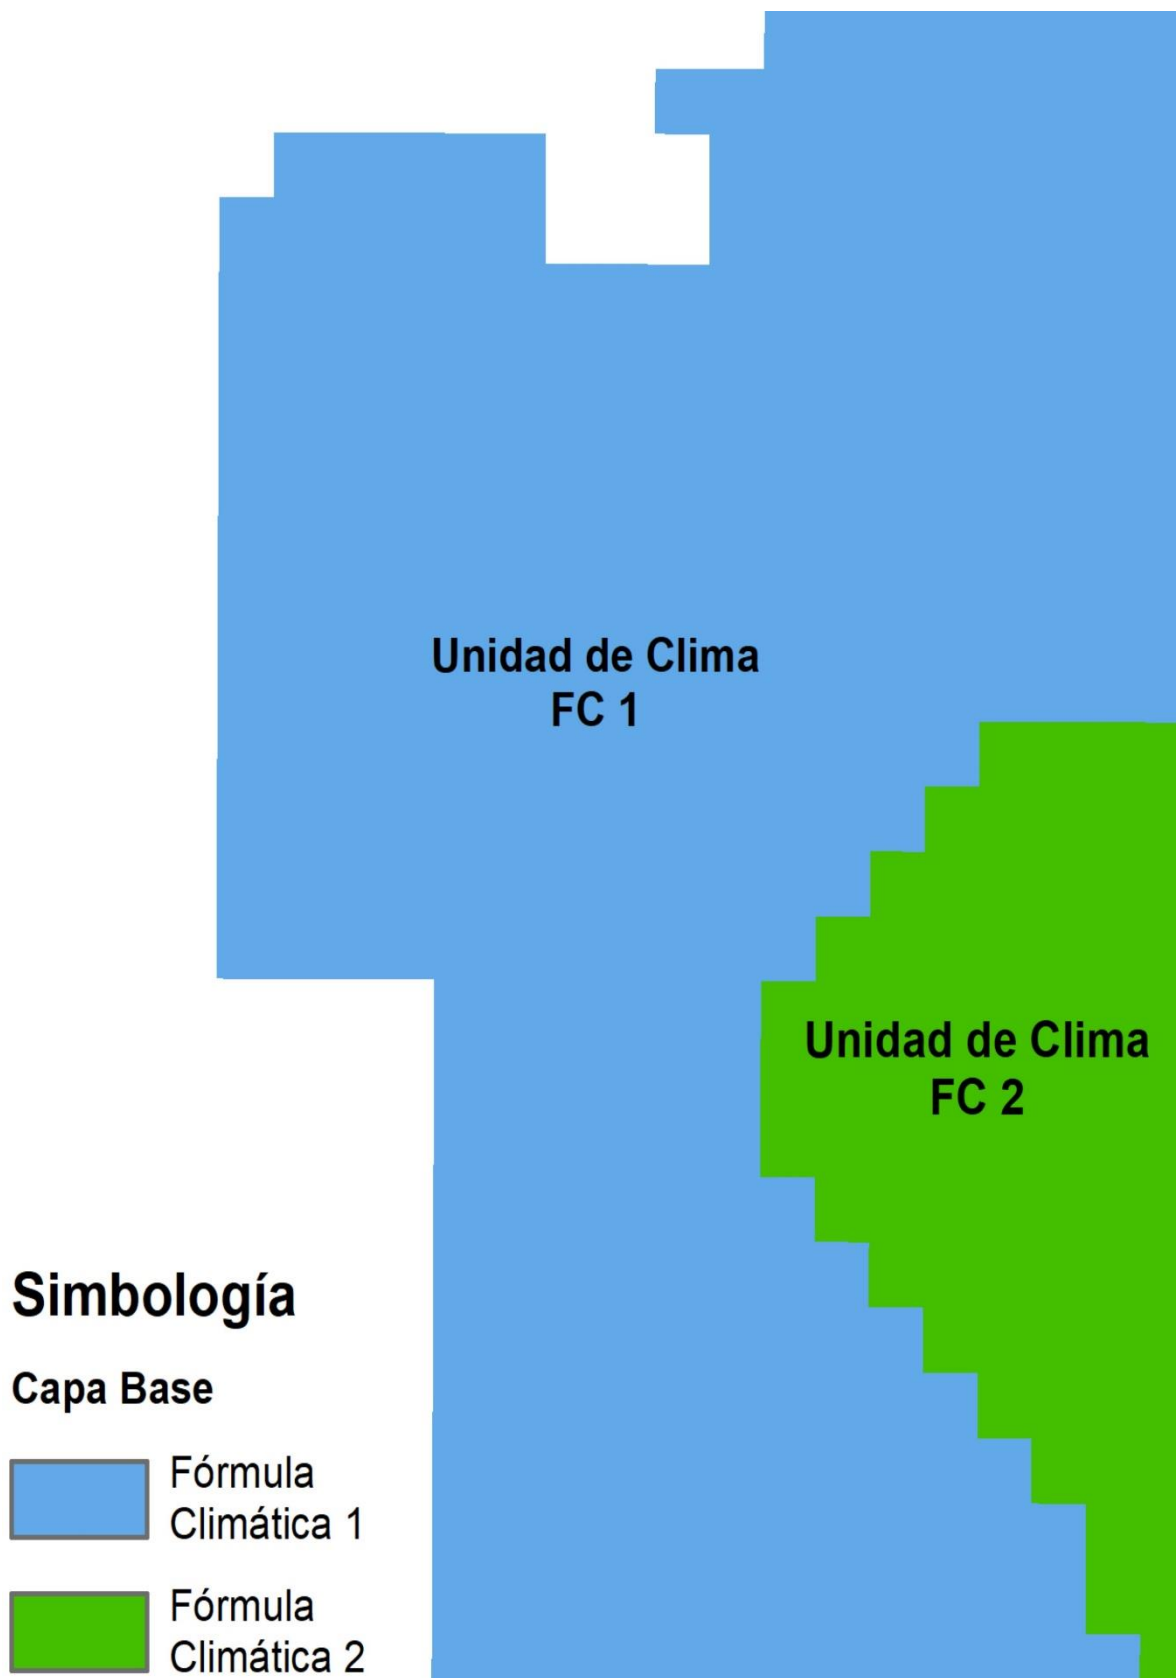 Unidad de Clima
FC 1
Unidad de Clima
FC 2
Simbología
Capa Base
Fórmula
Climática 1
Fórmula
Climática 2